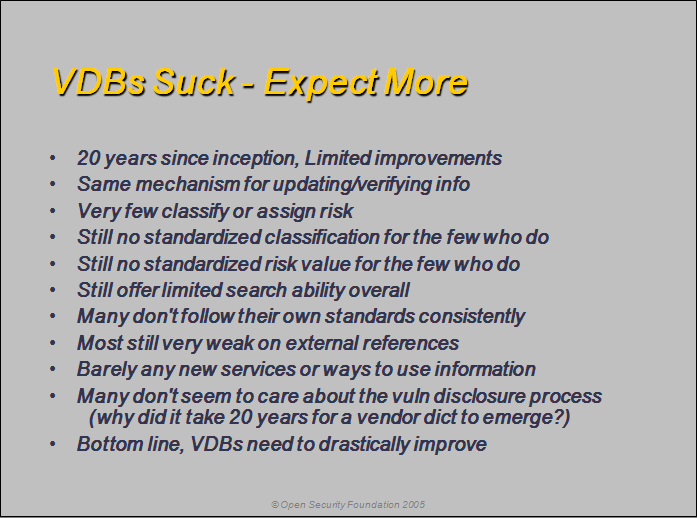 VDBs Suck - Expect More
• 20 years since inception, Limited improvements
• Same mechanism for updating/verifying info
• Very few classify or assign risk
• Still no standardized classification for the few who do
• Still no standardized risk value for the few who do
• Still offer limited search ability overall
• Many don't follow their own standards consistently
• Most still very weak on external references
• Barely any new services or ways to use information
• Many don't seem to care about the vuln disclosure process
(why did it take 20 years for a vendor dict to emerge?)
• Bottom line, VDBs need to drastically improve
© Open Security Foundation 2005